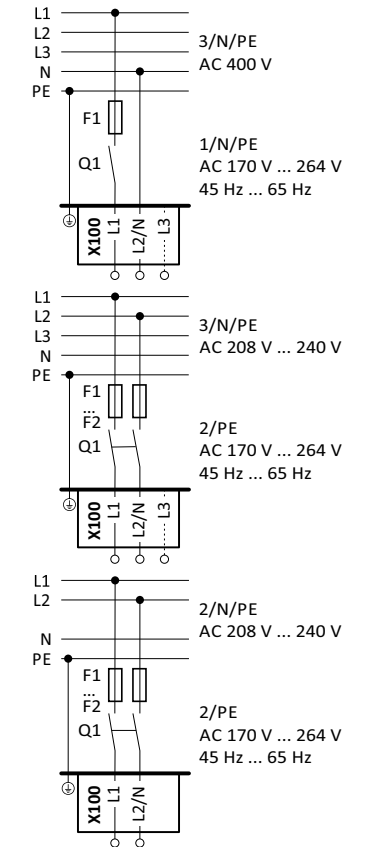 L1
L2
L3
N
PE
3/N/PE
AC 400 V
F1
Q1
1/N/PE
AC 170 V ... 264 V
45 Hz ... 65 Hz
X100
L1
L2/N
L3
L1
L2
L3
N
PE
3/N/PE
AC 208 V ... 240 V
F1
...
F2
Q1
2/PE
AC 170 V ... 264 V
45 Hz ... 65 Hz
X100
L1
L2/N
L3
L1
L2
N
PE
2/N/PE
AC 208 V ... 240 V
F1
...
F2
Q1
2/PE
AC 170 V ... 264 V
45 Hz ... 65 Hz
X100
L1
L2/N